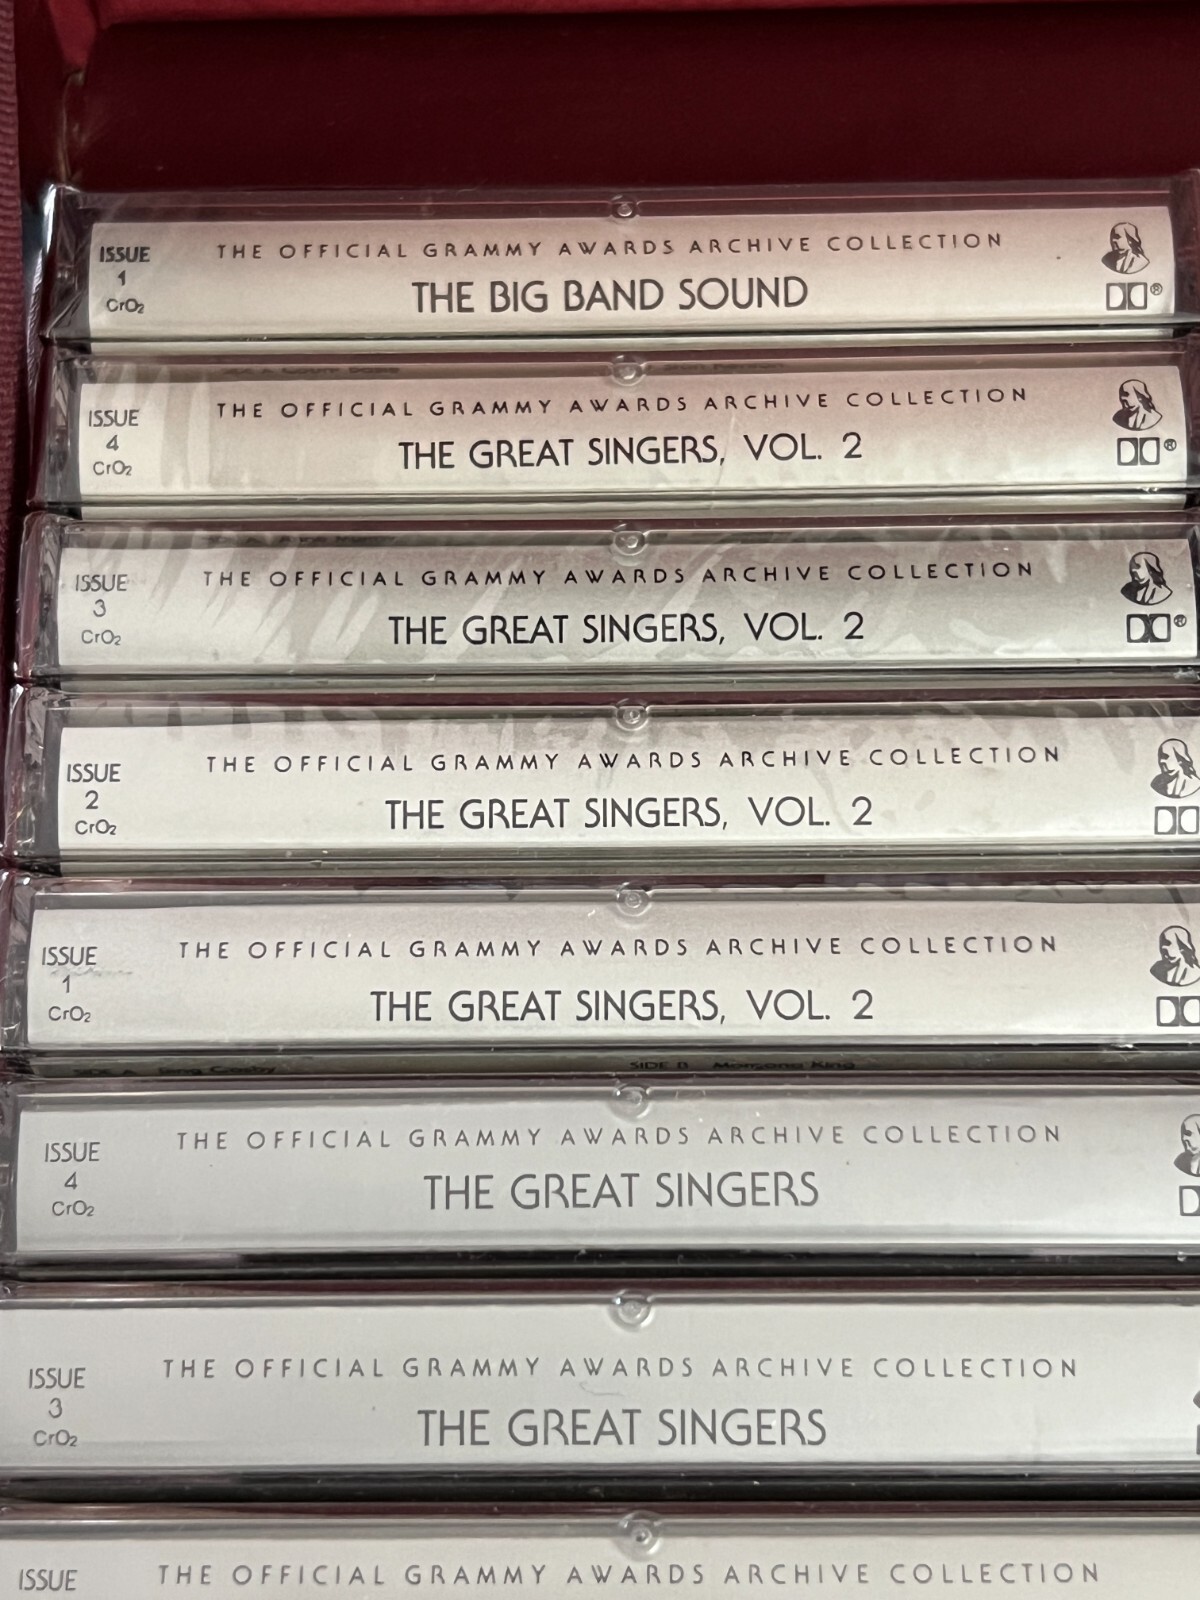 ISSUE
1
CrO2
THE OFFICIAL GRAMMY AWARDS ARCHIVE COLLECTION
THE BIG BAND SOUND
ISSUE
4
CrO2
THE OFFICIAL GRAMMY AWARDS ARCHIVE COLLECTION
THE GREAT SINGERS, VOL. 2
ISSUE
3
CrO2
THE OFFICIAL GRAMMY AWARDS ARCHIVE COLLECTION
THE GREAT SINGERS, VOL. 2
ISSUE
2
CrO2
THE OFFICIAL GRAMMY AWARDS ARCHIVE COLLECTION
THE GREAT SINGERS, VOL. 2
ISSUE
1
CrO2
THE OFFICIAL GRAMMY AWARDS ARCHIVE COLLECTION
THE GREAT SINGERS, VOL. 2
SIDE A Bing Crosby SIDE B Morgana King
ISSUE
4
CrO2
THE OFFICIAL GRAMMY AWARDS ARCHIVE COLLECTION
THE GREAT SINGERS
ISSUE
3
CrO2
THE OFFICIAL GRAMMY AWARDS ARCHIVE COLLECTION
THE GREAT SINGERS
ISSUE
THE OFFICIAL GRAMMY AWARDS ARCHIVE COLLECTION